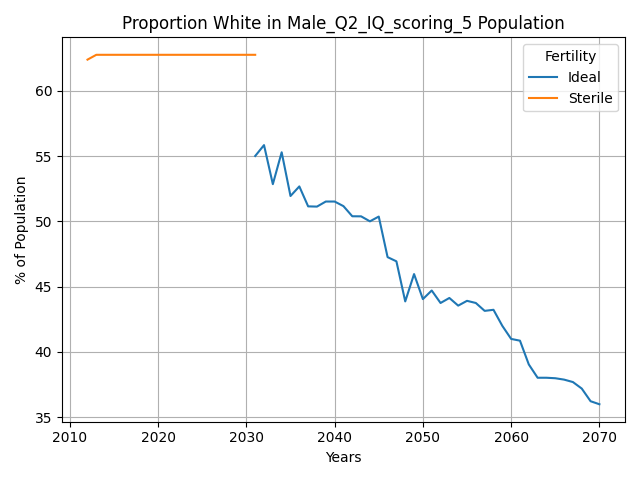 Proportion White in Male_Q2_IQ_scoring_5 Population
Fertility
Ideal
Sterile
% of Population
60
55
50
45
40
35
2010
2020
2030
2040
2050
2060
2070
Years